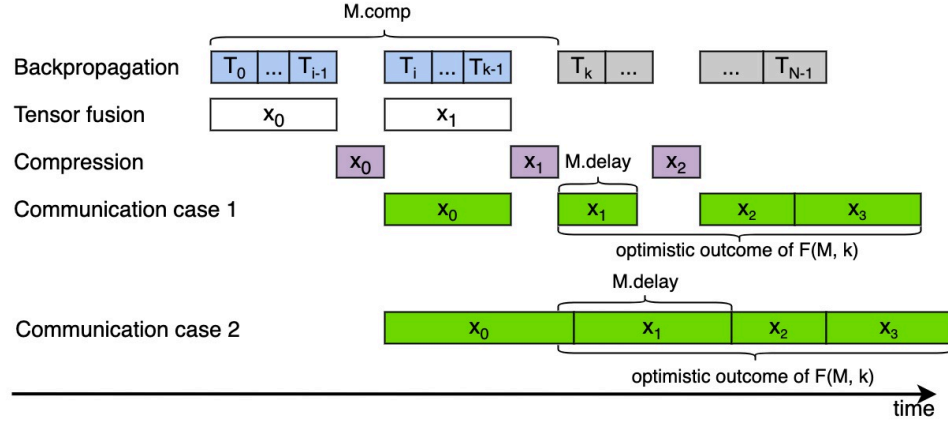 M.comp
Backpropagation T₀ ... Tᵢ₋₁ Tᵢ ... Tₖ₋₁ Tₖ ... ... T_N-1
Tensor fusion x₀ x₁
Compression x₀ x₁ M.delay x₂
Communication case 1 x₀ x₁ x₂ x₃
optimistic outcome of F(M, k)
M.delay
Communication case 2 x₀ x₁ x₂ x₃
optimistic outcome of F(M, k)
time